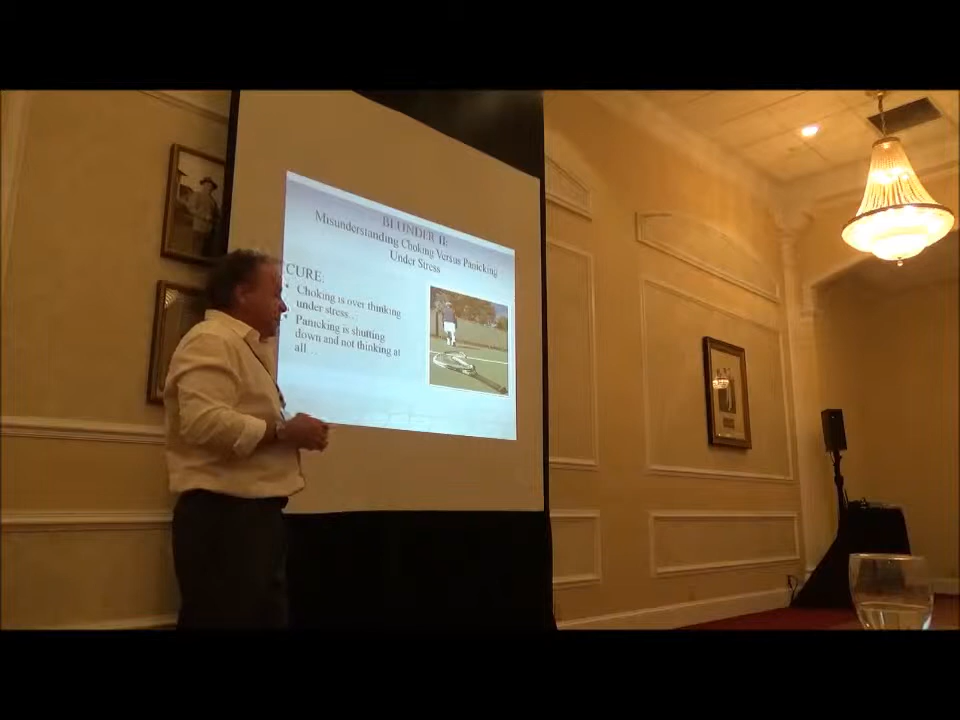 BLUNDER II:
Misunderstanding Choking Versus Panicking
Under Stress
CURE:
• Choking is over thinking
under stress…
• Panicking is shutting
down and not thinking at
all…